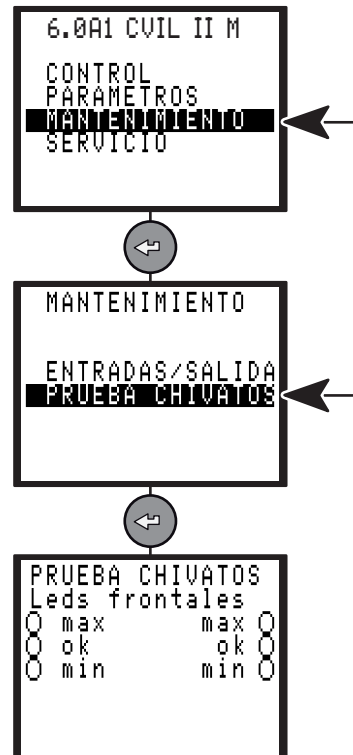 6.0A1 CVIL II M
CONTROL
PARAMETROS
MANTENIMIENTO
SERVICIO
MANTENIMIENTO
ENTRADAS/SALIDA
PRUEBA CHIVATOS
PRUEBA CHIVATOS
Leds frontales
max max
ok ok
min min